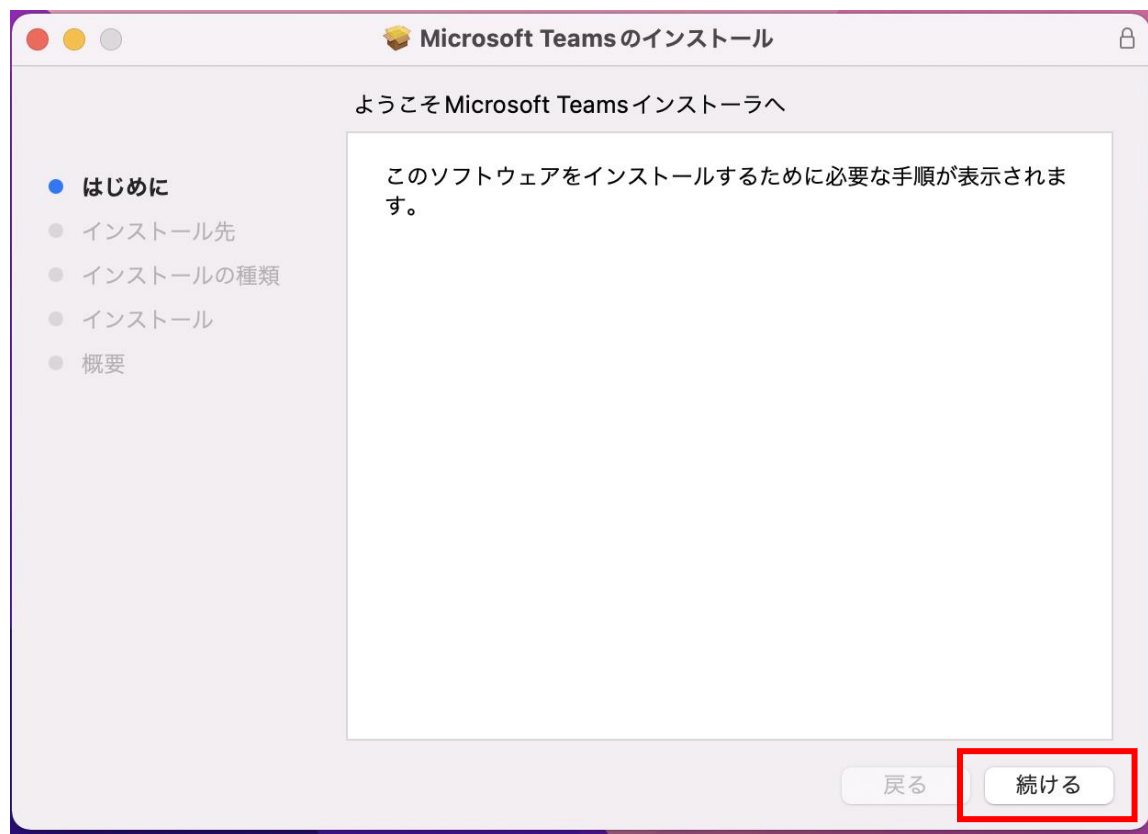 Microsoft Teamsのインストール
ようこそMicrosoft Teamsインストーラへ
はじめに
インストール先
インストールの種類
インストール
概要
このソフトウェアをインストールするために必要な手順が表示されま
す。
戻る
続ける